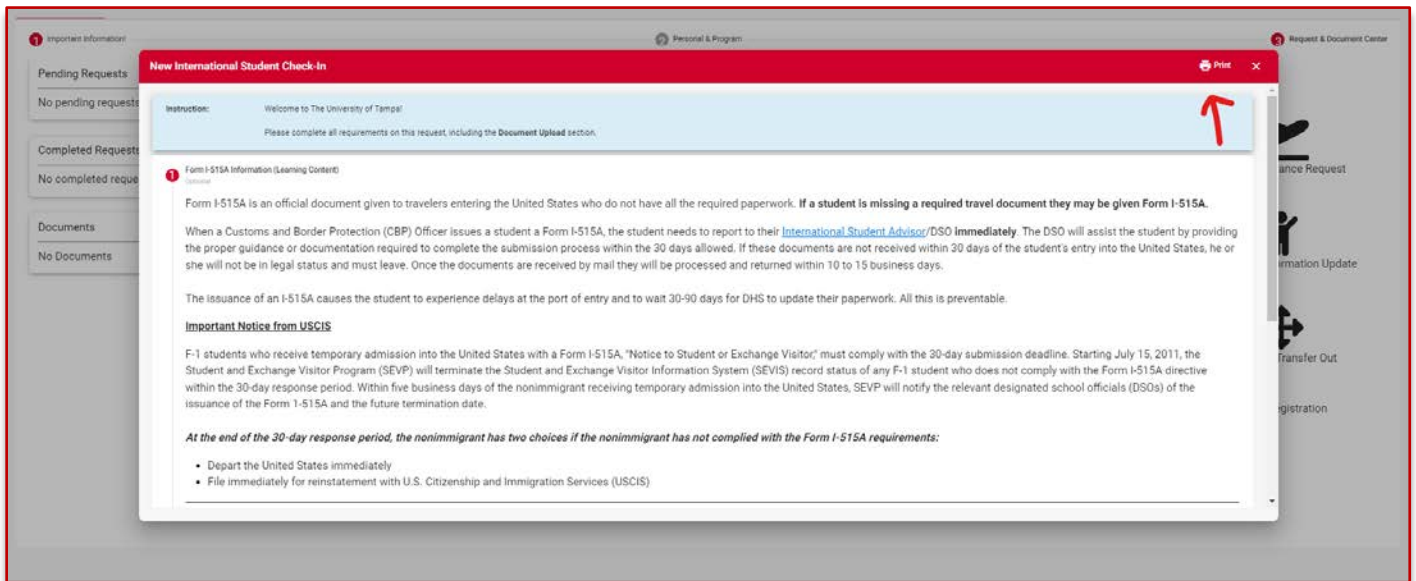 1 Important Information!
2 Personal & Program
3 Request & Document Center
Pending Requests
No pending requests
Completed Requests
No completed reque
Documents
No Documents
New International Student Check-In
Print
Instruction:
Welcome to The University of Tampa!
Please complete all requirements on this request, including the Document Upload section.
1 Form I-515A Information (Learning Content)
Optional
Form I-515A is an official document given to travelers entering the United States who do not have all the required paperwork. If a student is missing a required travel document they may be given Form I-515A.
When a Customs and Border Protection (CBP) Officer issues a student a Form I-515A, the student needs to report to their International Student Advisor/DSO immediately. The DSO will assist the student by providing
the proper guidance or documentation required to complete the submission process within the 30 days allowed. If these documents are not received within 30 days of the student's entry into the United States, he or
she will not be in legal status and must leave. Once the documents are received by mail they will be processed and returned within 10 to 15 business days.
The issuance of an I-515A causes the student to experience delays at the port of entry and to wait 30-90 days for DHS to update their paperwork. All this is preventable.
Important Notice from USCIS
F-1 students who receive temporary admission into the United States with a Form I-515A, "Notice to Student or Exchange Visitor," must comply with the 30-day submission deadline. Starting July 15, 2011, the
Student and Exchange Visitor Program (SEVP) will terminate the Student and Exchange Visitor Information System (SEVIS) record status of any F-1 student who does not comply with the Form I-515A directive
within the 30-day response period. Within five business days of the nonimmigrant receiving temporary admission into the United States, SEVP will notify the relevant designated school officials (DSOs) of the
issuance of the Form 1-515A and the future termination date.
At the end of the 30-day response period, the nonimmigrant has two choices if the nonimmigrant has not complied with the Form I-515A requirements:
• Depart the United States immediately
• File immediately for reinstatement with U.S. Citizenship and Immigration Services (USCIS)
ance Request
rmation Update
Transfer Out
egistration